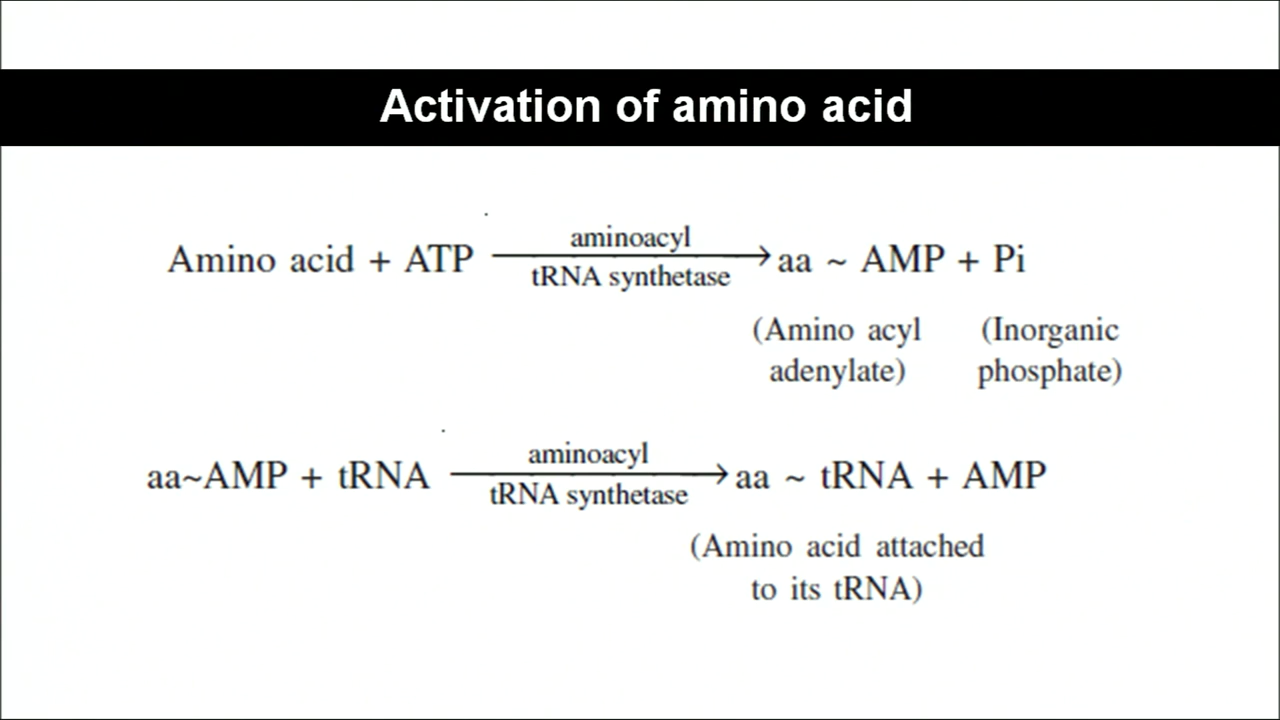 Activation of amino acid
aminoacyl
Amino acid + ATP ⟶ aa ~ AMP + Pi
tRNA synthetase
(Amino acyl (Inorganic
adenylate) phosphate)
aminoacyl
aa~AMP + tRNA ⟶ aa ~ tRNA + AMP
tRNA synthetase
(Amino acid attached
to its tRNA)